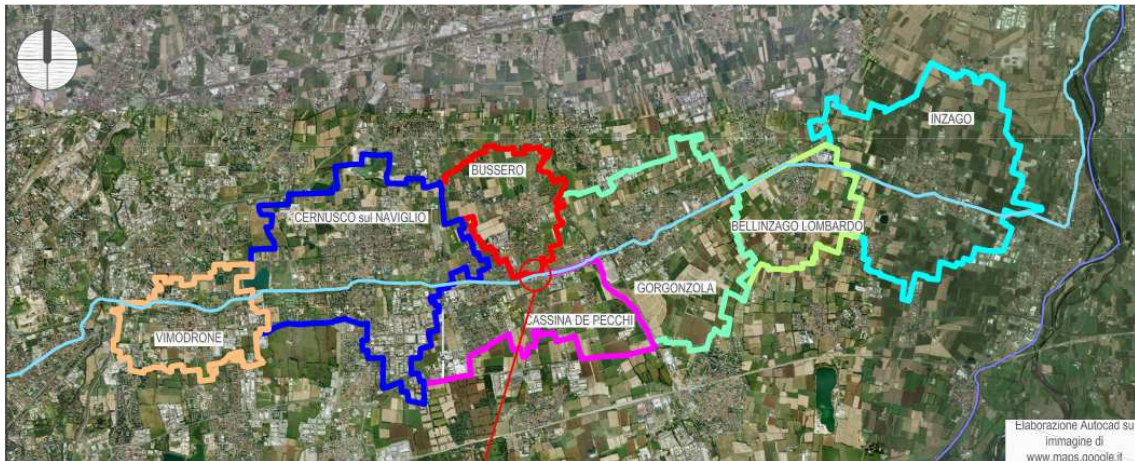 INZAGO
BUSSERO
CERNUSCO sul NAVIGLIO
BELLINZAGO LOMBARDO
GORGONZOLA
CASSINA DE PECCHI
VIMODRONE
Elaborazione Autocad su
immagine di
www.maps.google.it